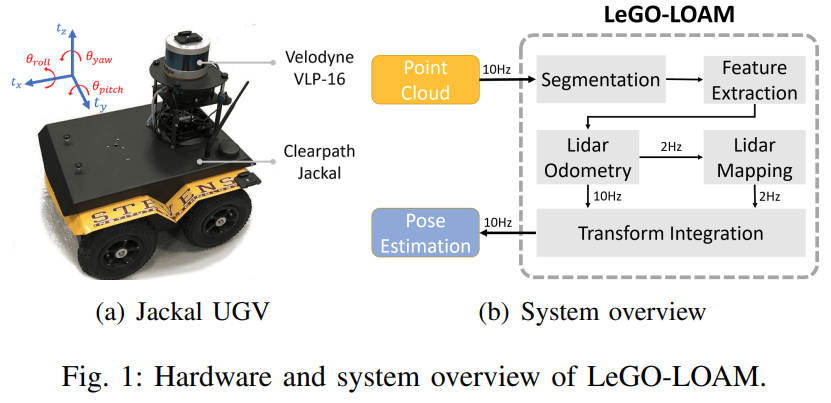 LeGO-LOAM
t_z
θ_yaw
θ_roll
t_x
θ_pitch
t_y
Velodyne
VLP-16
Clearpath
Jackal
STEVENS
Point
Cloud
10Hz
Segmentation
Feature
Extraction
Lidar
Odometry
2Hz
Lidar
Mapping
10Hz
2Hz
Pose
Estimation
10Hz
Transform Integration
(a) Jackal UGV
(b) System overview
Fig. 1: Hardware and system overview of LeGO-LOAM.